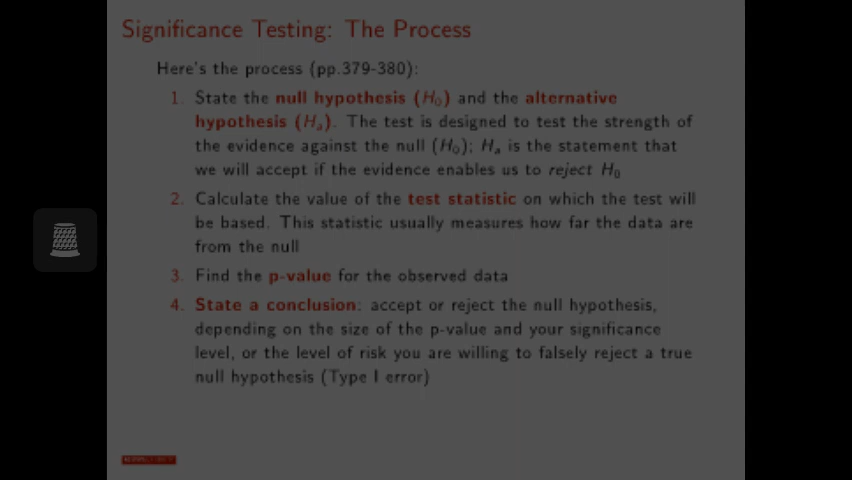 Significance Testing: The Process
Here's the process (pp.379-380):
1. State the null hypothesis (H₀) and the alternative
hypothesis (Hₐ). The test is designed to test the strength of
the evidence against the null (H₀); Hₐ is the statement that
we will accept if the evidence enables us to reject H₀
2. Calculate the value of the test statistic on which the test will
be based. This statistic usually measures how far the data are
from the null
3. Find the p-value for the observed data
4. State a conclusion: accept or reject the null hypothesis,
depending on the size of the p-value and your significance
level, or the level of risk you are willing to falsely reject a true
null hypothesis (Type I error)